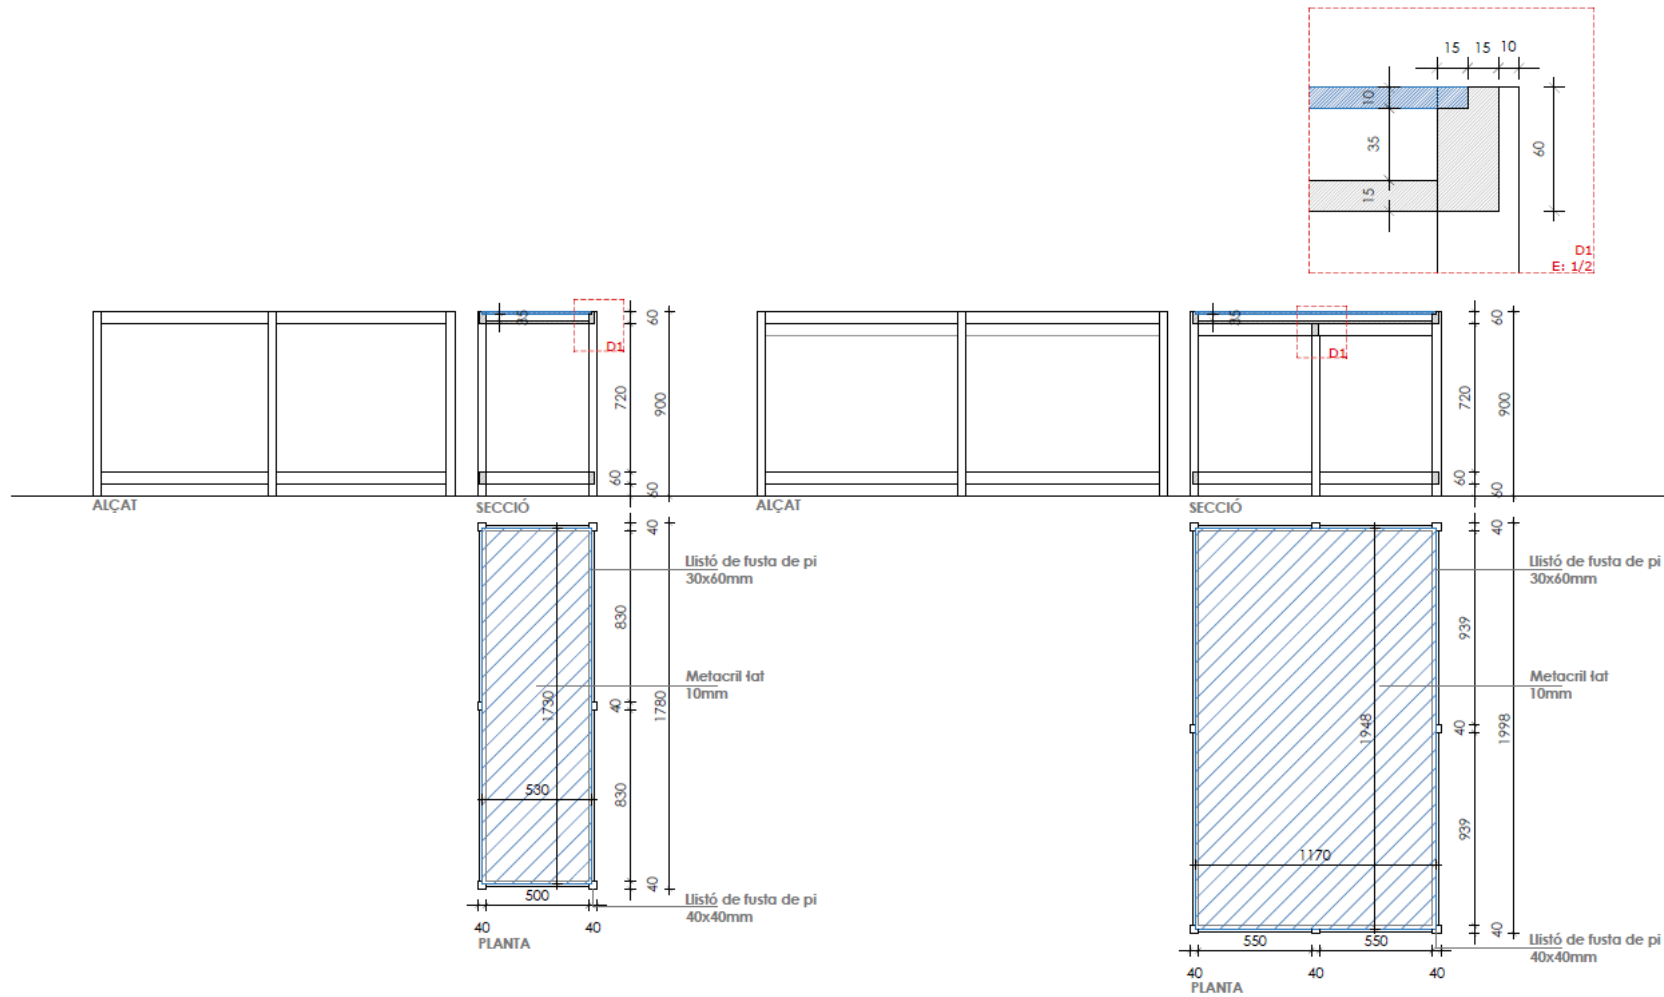 15 15 10
10
35
60
15
D1
E: 1/2
35
60
D1
720
900
60
60
ALÇAT
SECCIÓ
35
60
D1
720
900
60
60
ALÇAT
SECCIÓ
40
Llistó de fusta de pi
30x60mm
830
Metacril·lat
10mm
1730
40
1780
530
830
500
40
Llistó de fusta de pi
40x40mm
40 40
PLANTA
40
Llistó de fusta de pi
30x60mm
939
Metacril·lat
10mm
1948
40
1998
939
1170
550 550
40
Llistó de fusta de pi
40x40mm
40 40 40
PLANTA